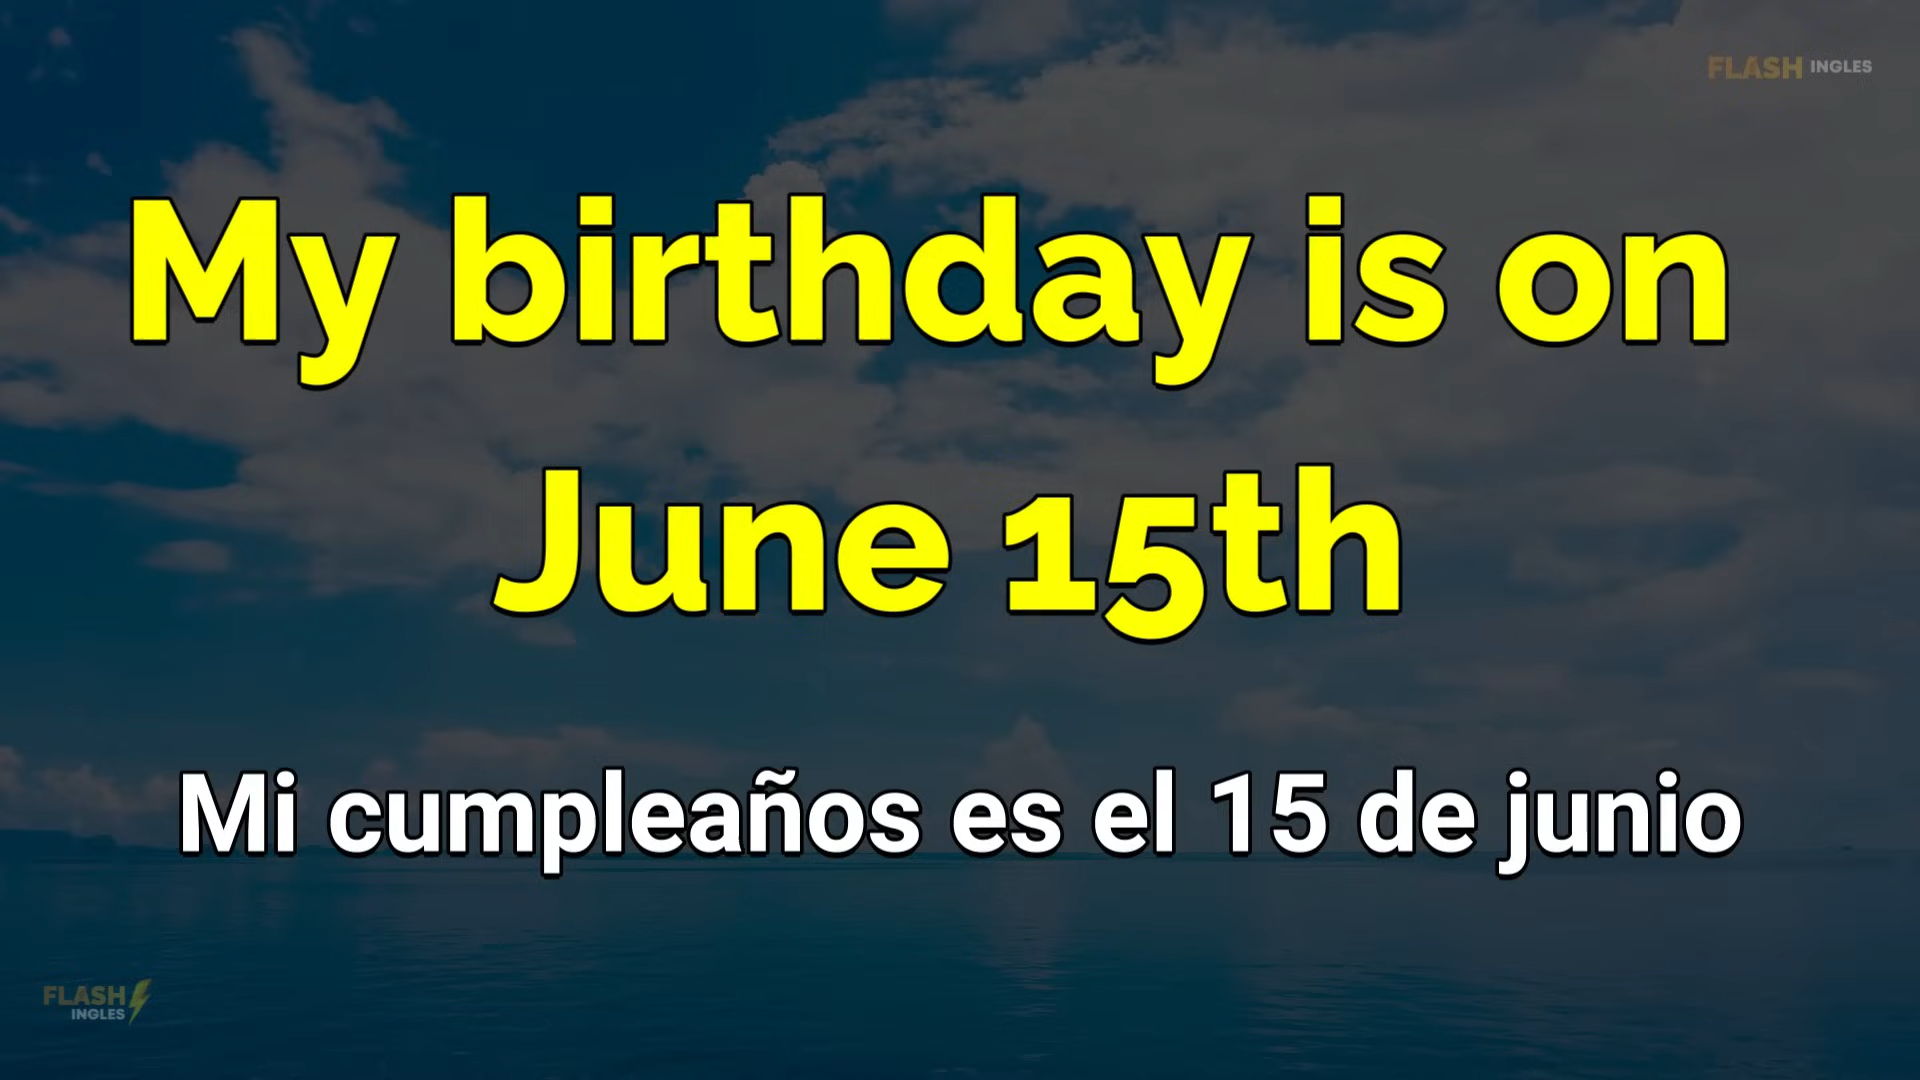 FLASH INGLES
My birthday is on
June 15th
Mi cumpleaños es el 15 de junio
FLASH
INGLES